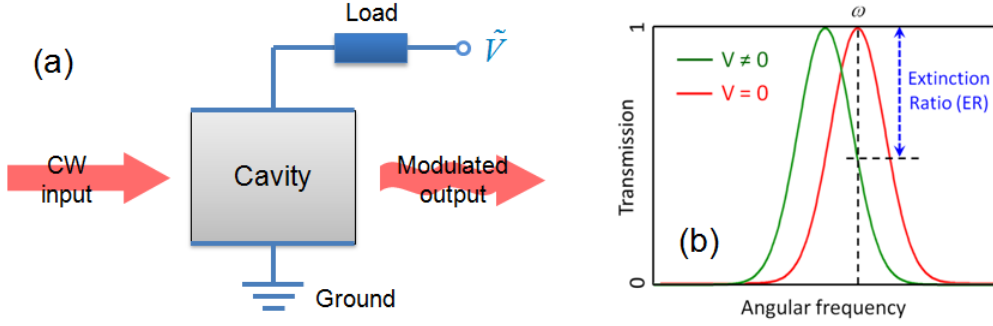 (a)
Load
Ṽ
CW
input
Cavity
Modulated
output
Ground
ω
1
V ≠ 0
V = 0
Extinction
Ratio (ER)
Transmission
(b)
0
Angular frequency